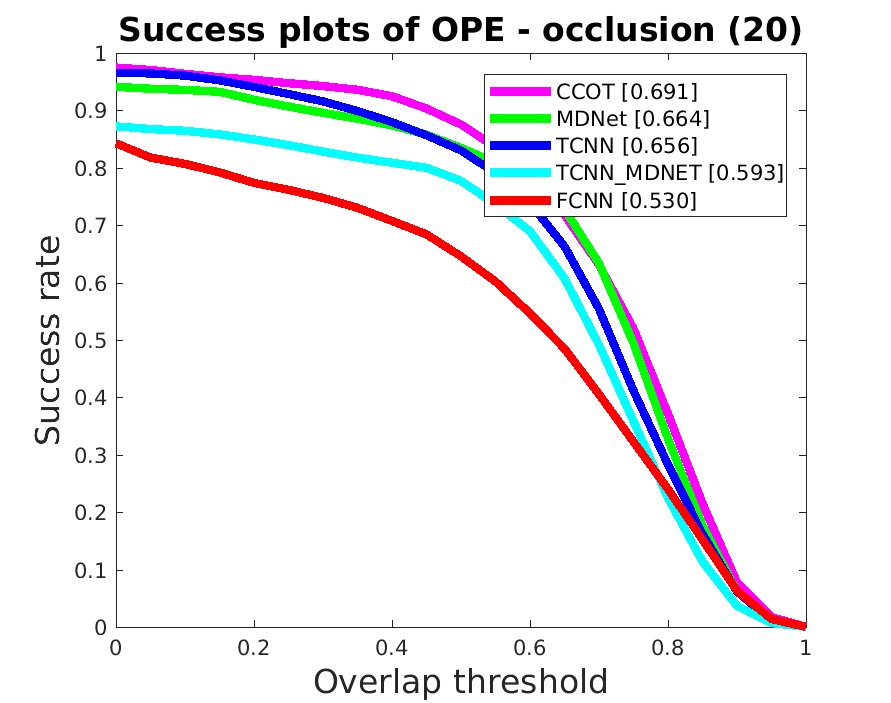 Success plots of OPE - occlusion (20)
1
0.9
0.8
0.7
0.6
0.5
0.4
0.3
0.2
0.1
0
Success rate
CCOT [0.691]
MDNet [0.664]
TCNN [0.656]
TCNN_MDNET [0.593]
FCNN [0.530]
0 0.2 0.4 0.6 0.8 1
Overlap threshold